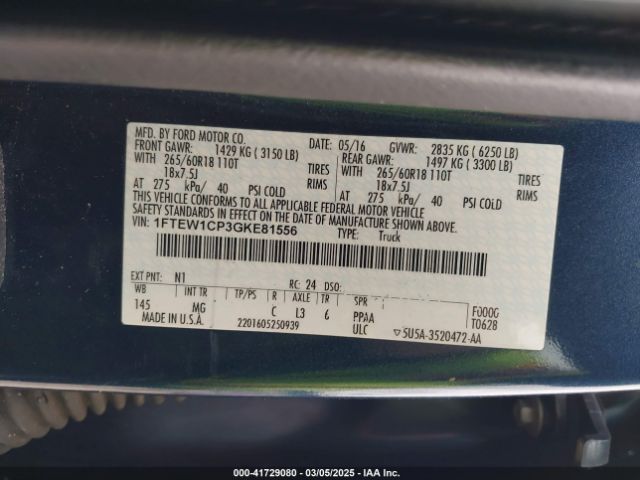 MFD. BY FORD MOTOR CO. 05/16 GVWR: 2835 KG ( 6250 LB)
FRONT GAWR: 1429 KG ( 3150 LB) REAR GAWR: 1497 KG ( 3300 LB)
WITH 265/60R18 110T TIRES WITH 265/60R18 110T TIRES
18x7.5J RIMS 18x7.5J RIMS
AT 275 kPa/ 40 PSI COLD AT 275 kPa/ 40 PSI COLD
THIS VEHICLE CONFORMS TO ALL APPLICABLE FEDERAL MOTOR VEHICLE
SAFETY STANDARDS IN EFFECT ON THE DATE OF MANUFACTURE SHOWN ABOVE.
VIN: 1FTEW1CP3GKE81556 TYPE: Truck
EXT PNT: N1 RC: 24 DSO:
WB INT TR TP/PS R AXLE TR SPR
145 MG C L3 6 PPAA F0000
MADE IN U.S.A. 2201605250939 ULC T0628
▽5U5A-3520472-AA
000-41729080 - 03/05/2025 - IAA Inc.